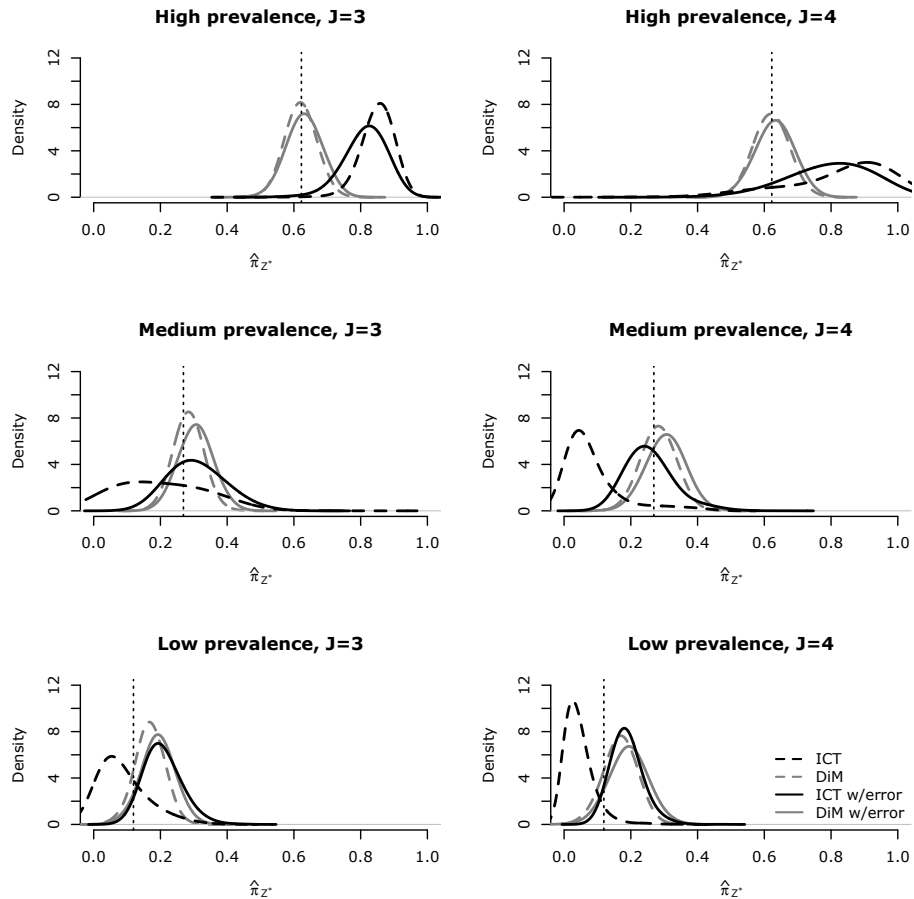 High prevalence, J=3
12
8
4
0
Density
0.0 0.2 0.4 0.6 0.8 1.0
π̂Z*
High prevalence, J=4
12
8
4
0
Density
0.0 0.2 0.4 0.6 0.8 1.0
π̂Z*
Medium prevalence, J=3
12
8
4
0
Density
0.0 0.2 0.4 0.6 0.8 1.0
π̂Z*
Medium prevalence, J=4
12
8
4
0
Density
0.0 0.2 0.4 0.6 0.8 1.0
π̂Z*
Low prevalence, J=3
12
8
4
0
Density
0.0 0.2 0.4 0.6 0.8 1.0
π̂Z*
Low prevalence, J=4
12
8
4
0
Density
ICT
DiM
ICT w/error
DiM w/error
0.0 0.2 0.4 0.6 0.8 1.0
π̂Z*